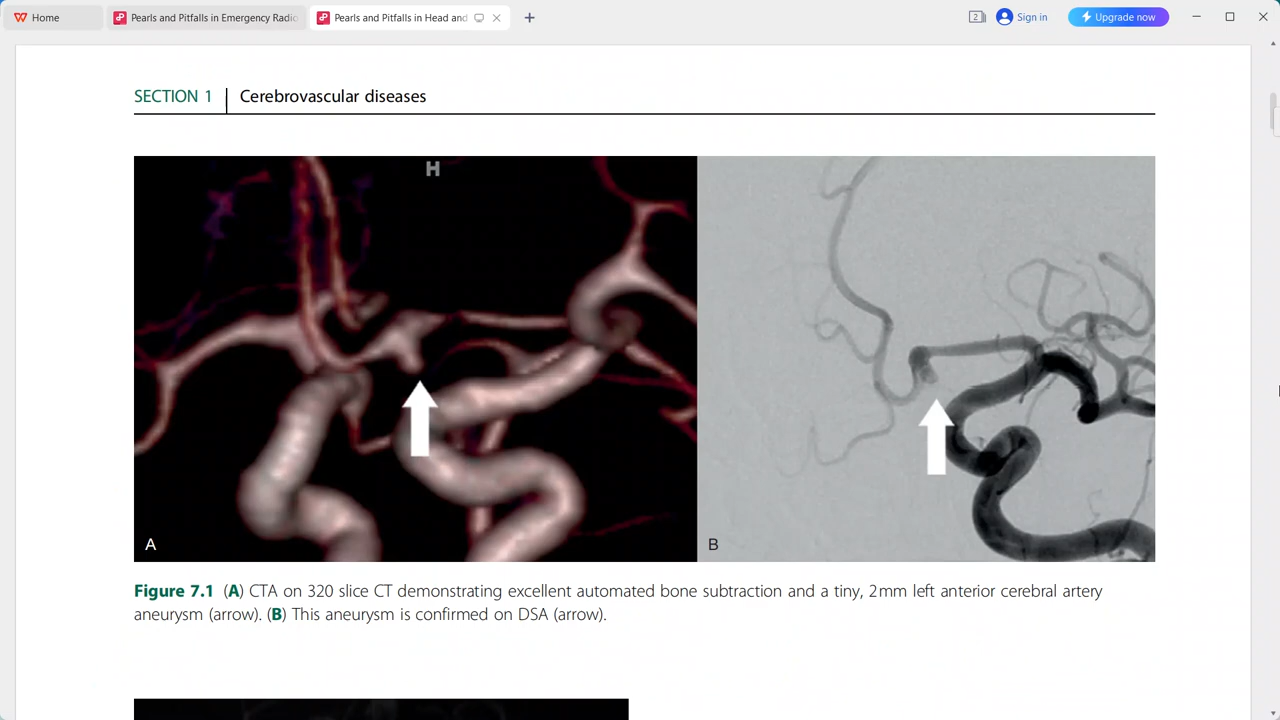 Home
Pearls and Pitfalls in Emergency Radio
Pearls and Pitfalls in Head and
2
Sign in
Upgrade now
SECTION 1 Cerebrovascular diseases
H
A
B
Figure 7.1 (A) CTA on 320 slice CT demonstrating excellent automated bone subtraction and a tiny, 2mm left anterior cerebral artery
aneurysm (arrow). (B) This aneurysm is confirmed on DSA (arrow).